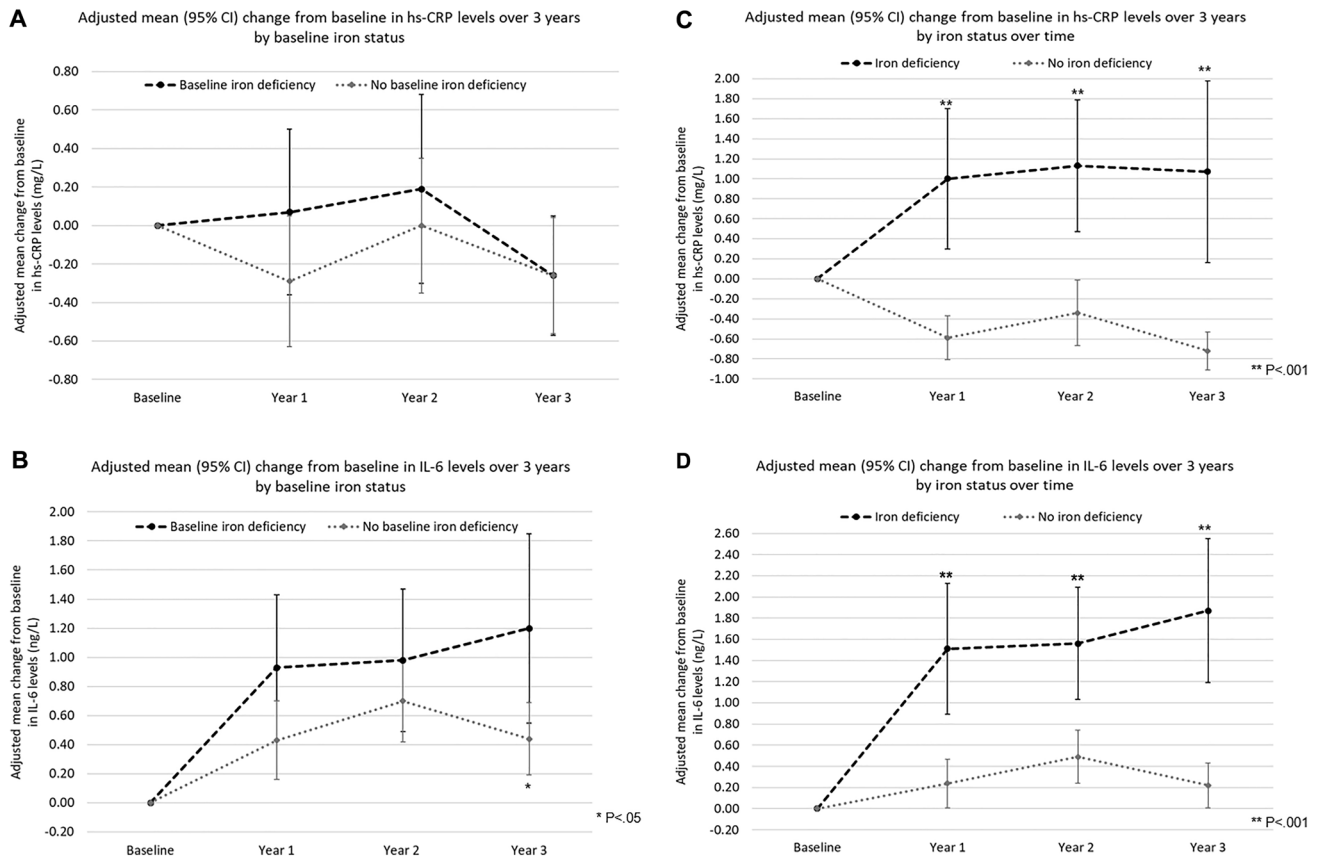 A
Adjusted mean (95% CI) change from baseline in hs-CRP levels over 3 years
by baseline iron status
Baseline iron deficiency
No baseline iron deficiency
Adjusted mean change from baseline
in hs-CRP levels (mg/L)
0.80
0.60
0.40
0.20
0.00
-0.20
-0.40
-0.60
-0.80
Baseline
Year 1
Year 2
Year 3
C
Adjusted mean (95% CI) change from baseline in hs-CRP levels over 3 years
by iron status over time
Iron deficiency
No iron deficiency
Adjusted mean change from baseline
in hs-CRP levels (mg/L)
2.00
1.80
1.60
1.40
1.20
1.00
0.80
0.60
0.40
0.20
0.00
-0.20
-0.40
-0.60
-0.80
-1.00
**
**
**
** P<.001
Baseline
Year 1
Year 2
Year 3
B
Adjusted mean (95% CI) change from baseline in IL-6 levels over 3 years
by baseline iron status
Baseline iron deficiency
No baseline iron deficiency
Adjusted mean change from baseline
in IL-6 levels (ng/L)
2.00
1.80
1.60
1.40
1.20
1.00
0.80
0.60
0.40
0.20
0.00
-0.20
*
* P<.05
Baseline
Year 1
Year 2
Year 3
D
Adjusted mean (95% CI) change from baseline in IL-6 levels over 3 years
by iron status over time
Iron deficiency
No iron deficiency
Adjusted mean change from baseline
in IL-6 levels (ng/L)
2.60
2.40
2.20
2.00
1.80
1.60
1.40
1.20
1.00
0.80
0.60
0.40
0.20
0.00
-0.20
**
**
**
** P<.001
Baseline
Year 1
Year 2
Year 3